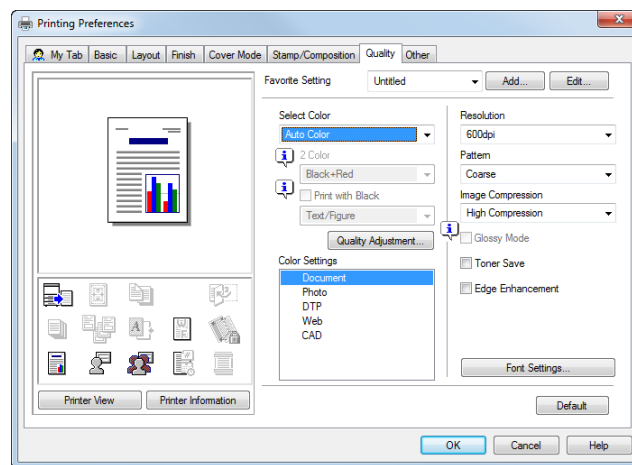 Printing Preferences
My Tab Basic Layout Finish Cover Mode Stamp/Composition Quality Other
Favorite Setting Untitled Add... Edit...
Select Color
Auto Color
2 Color
Black+Red
Print with Black
Text/Figure
Quality Adjustment...
Color Settings
Document
Photo
DTP
Web
CAD
Resolution
600dpi
Pattern
Coarse
Image Compression
High Compression
Glossy Mode
Toner Save
Edge Enhancement
Font Settings...
Printer View Printer Information
Default
OK Cancel Help